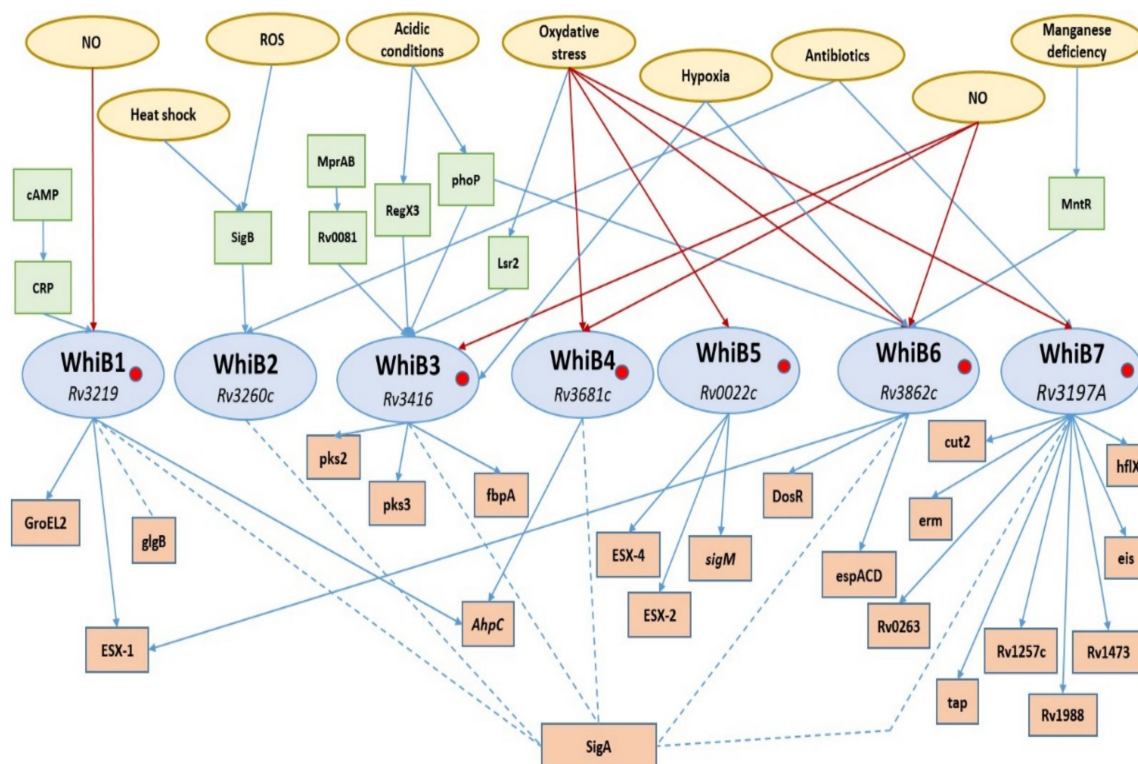 NO
ROS
Acidic
conditions
Oxydative
stress
Hypoxia
Antibiotics
Manganese
deficiency
NO
Heat shock
cAMP
CRP
SigB
MprAB
Rv0081
RegX3
phoP
Lsr2
MntR
WhiB1
Rv3219
WhiB2
Rv3260c
WhiB3
Rv3416
WhiB4
Rv3681c
WhiB5
Rv0022c
WhiB6
Rv3862c
WhiB7
Rv3197A
GroEL2
glgB
ESX-1
pks2
pks3
fbpA
AhpC
ESX-4
ESX-2
sigM
DosR
espACD
cut2
erm
Rv0263
tap
Rv1257c
Rv1988
Rv1473
eis
hflX
SigA